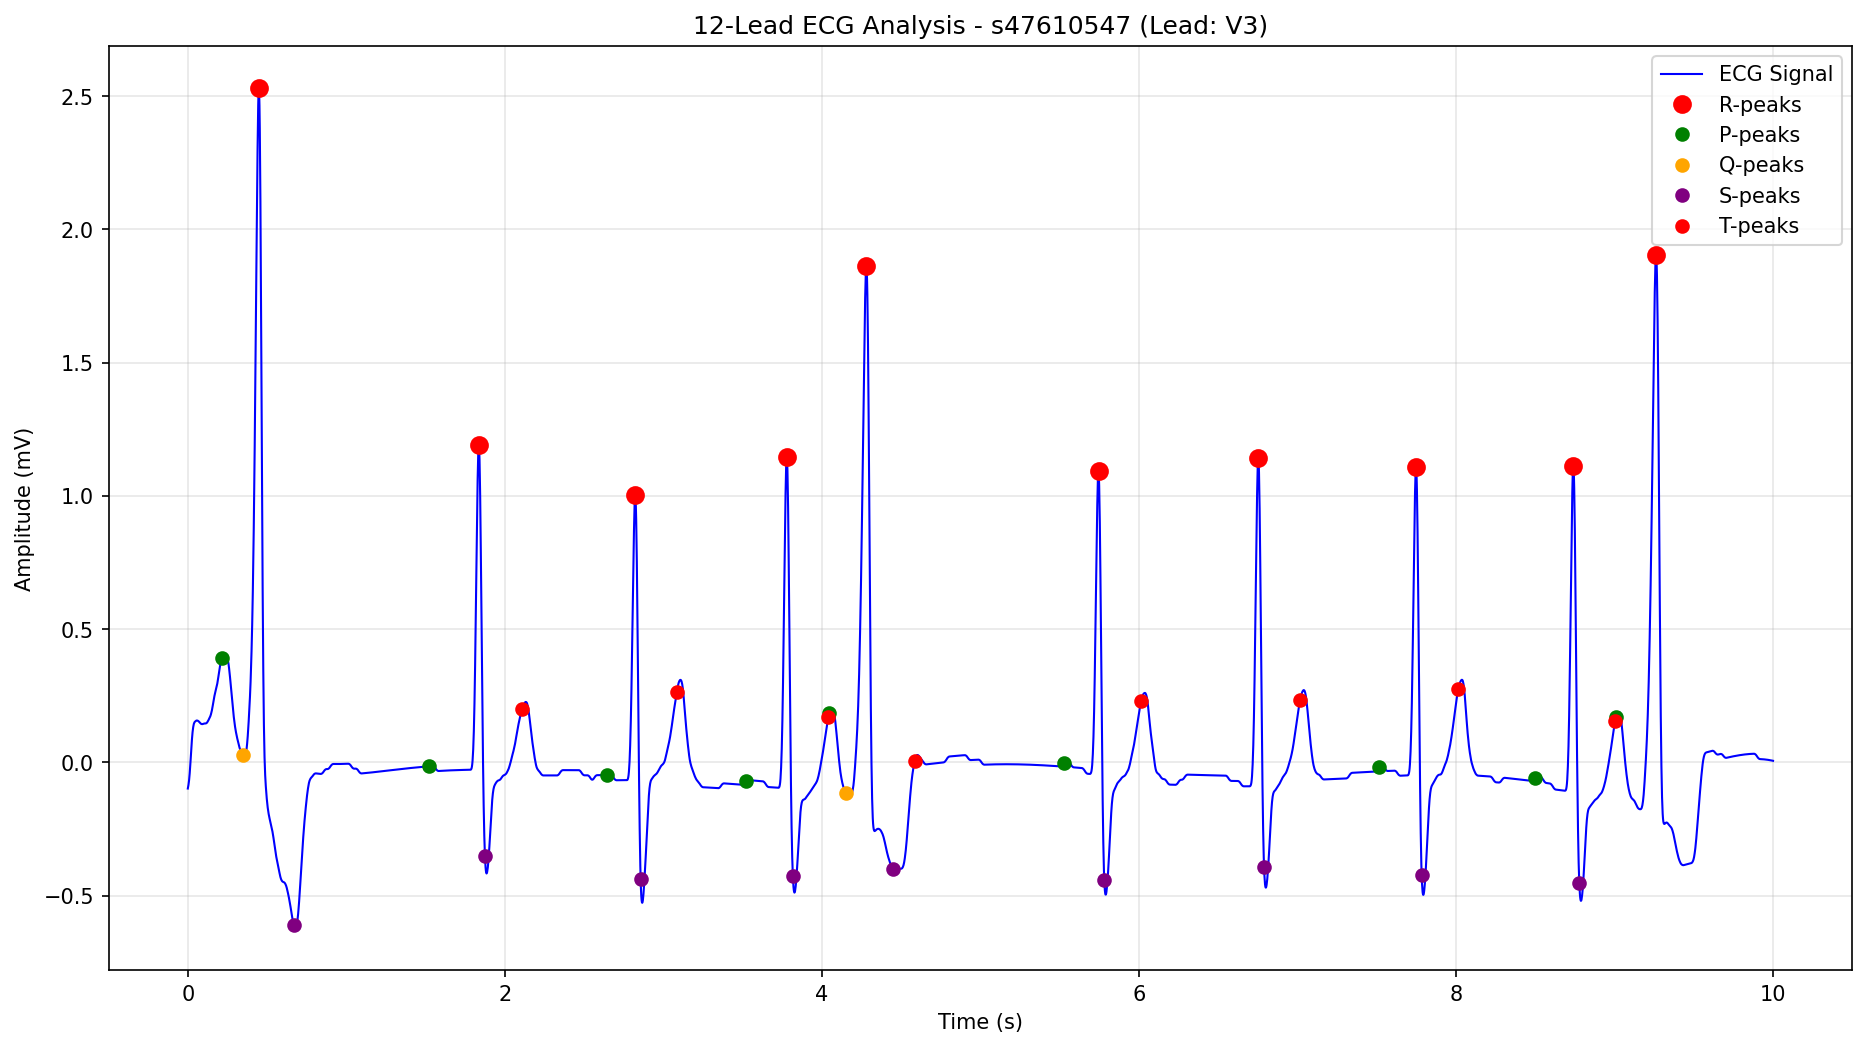 12-Lead ECG Analysis - s47610547 (Lead: V3)
ECG Signal
R-peaks
P-peaks
Q-peaks
S-peaks
T-peaks
2.5
2.0
1.5
1.0
0.5
0.0
−0.5
Amplitude (mV)
0 2 4 6 8 10
Time (s)